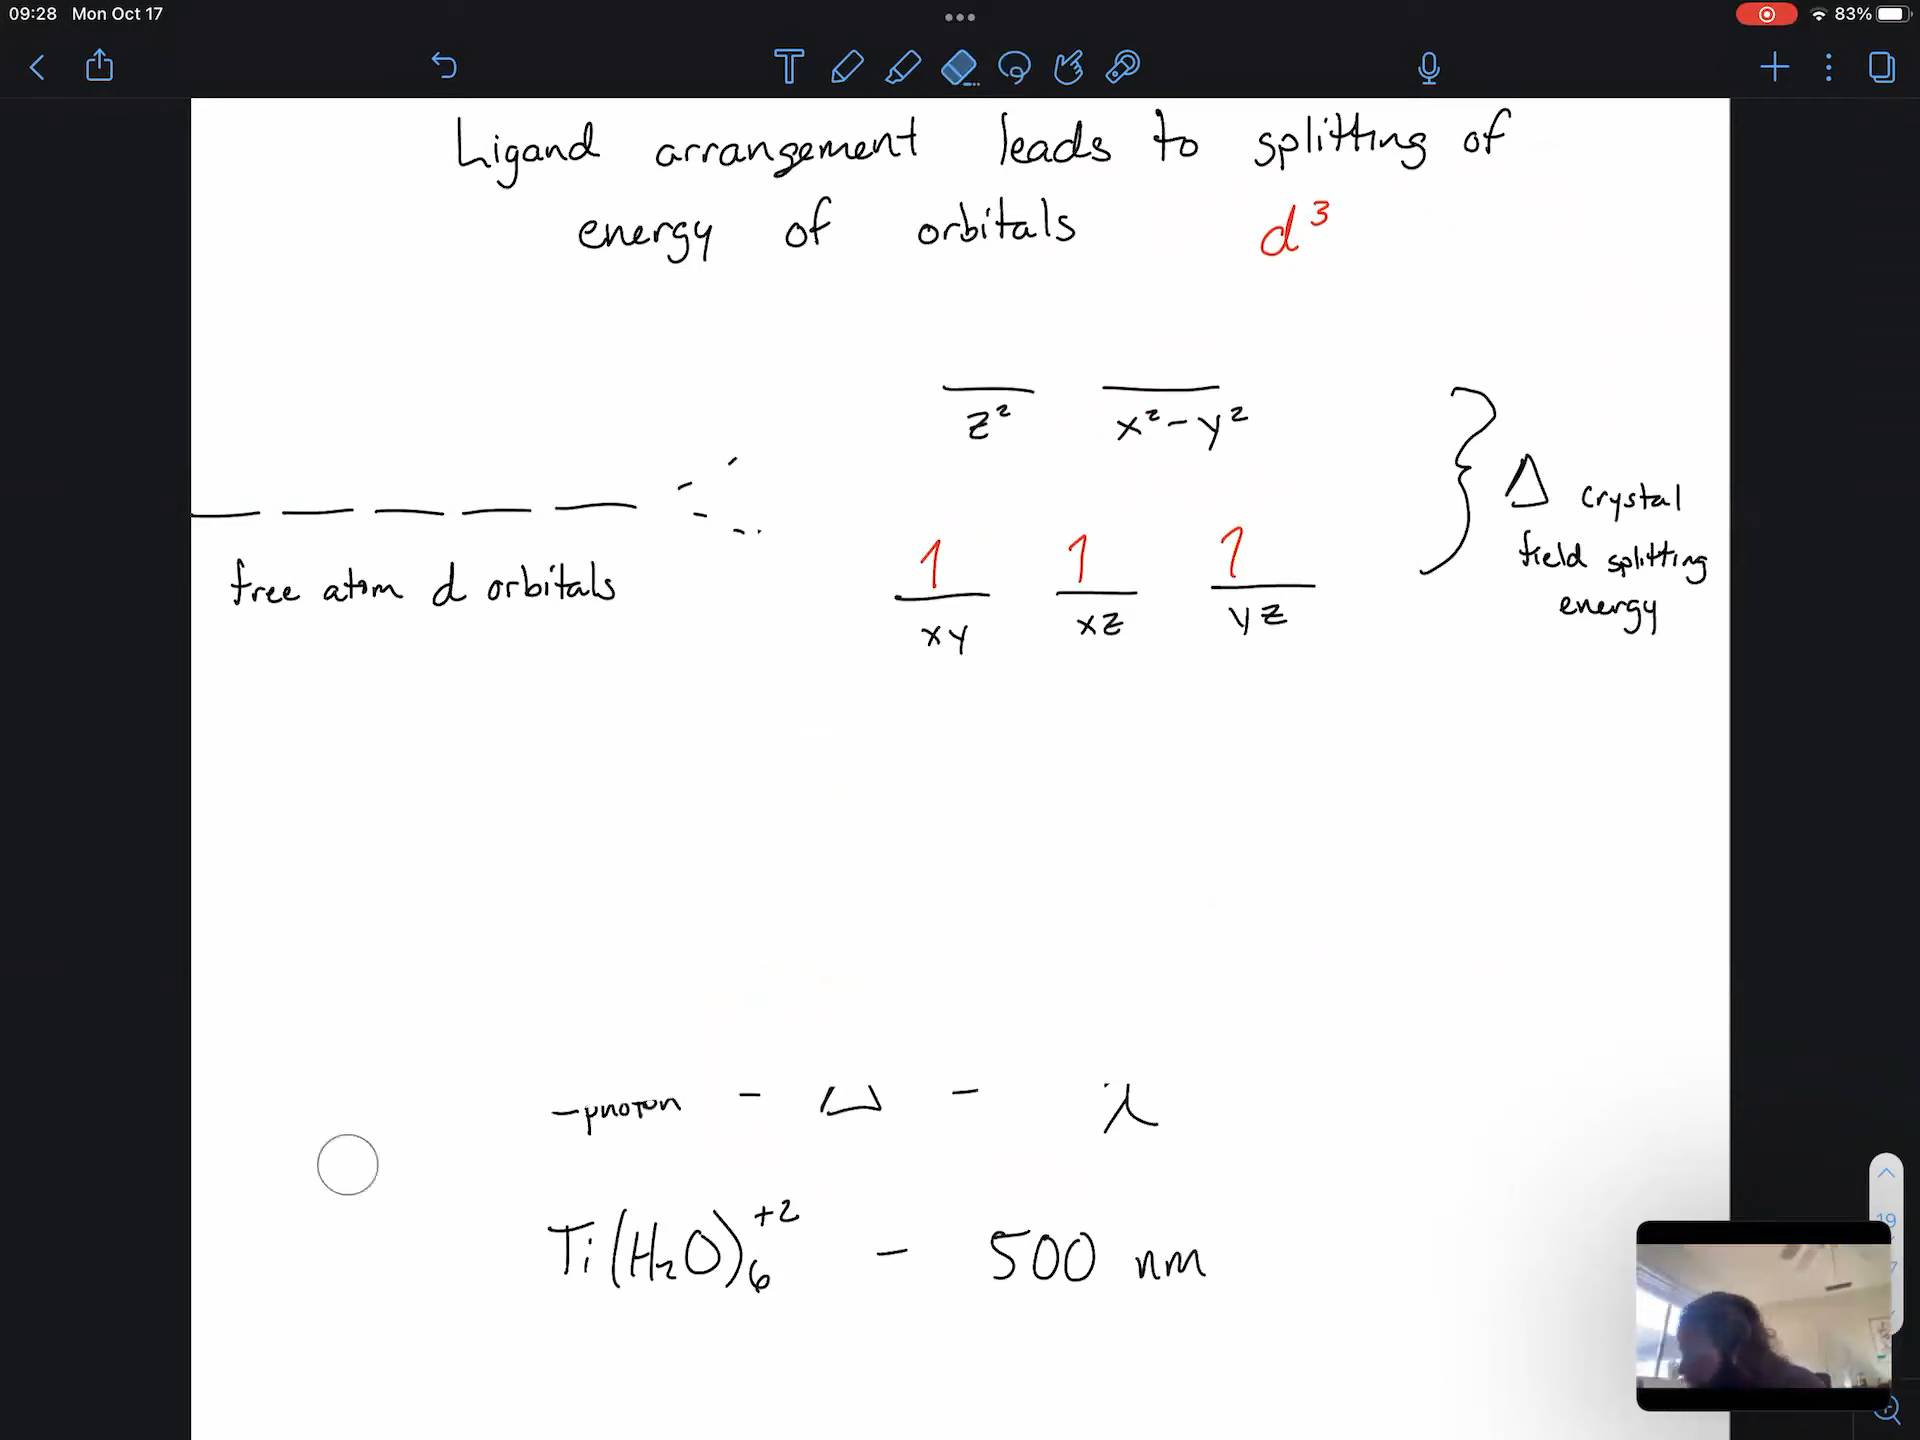 09:28 Mon Oct 17
83%
Ligand arrangement leads to splitting of
energy of orbitals d³
z² x²-y²
Δ crystal
field splitting
energy
free atom d orbitals
1 1 1
xy xz yz
-photon - - λ
Ti(H₂O)₆⁺² - 500 nm
19
7